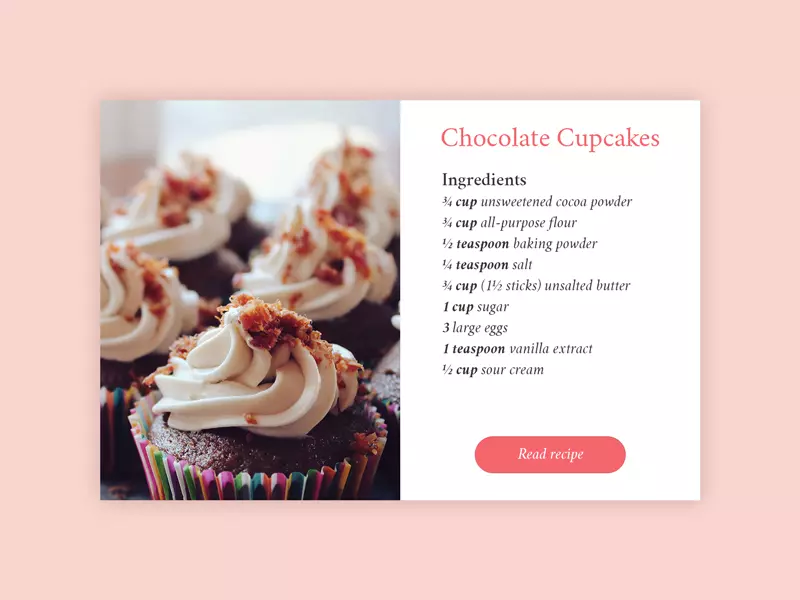 Chocolate Cupcakes
Ingredients
¾ cup unsweetened cocoa powder
¾ cup all-purpose flour
½ teaspoon baking powder
¼ teaspoon salt
¾ cup (1½ sticks) unsalted butter
1 cup sugar
3 large eggs
1 teaspoon vanilla extract
½ cup sour cream
Read recipe